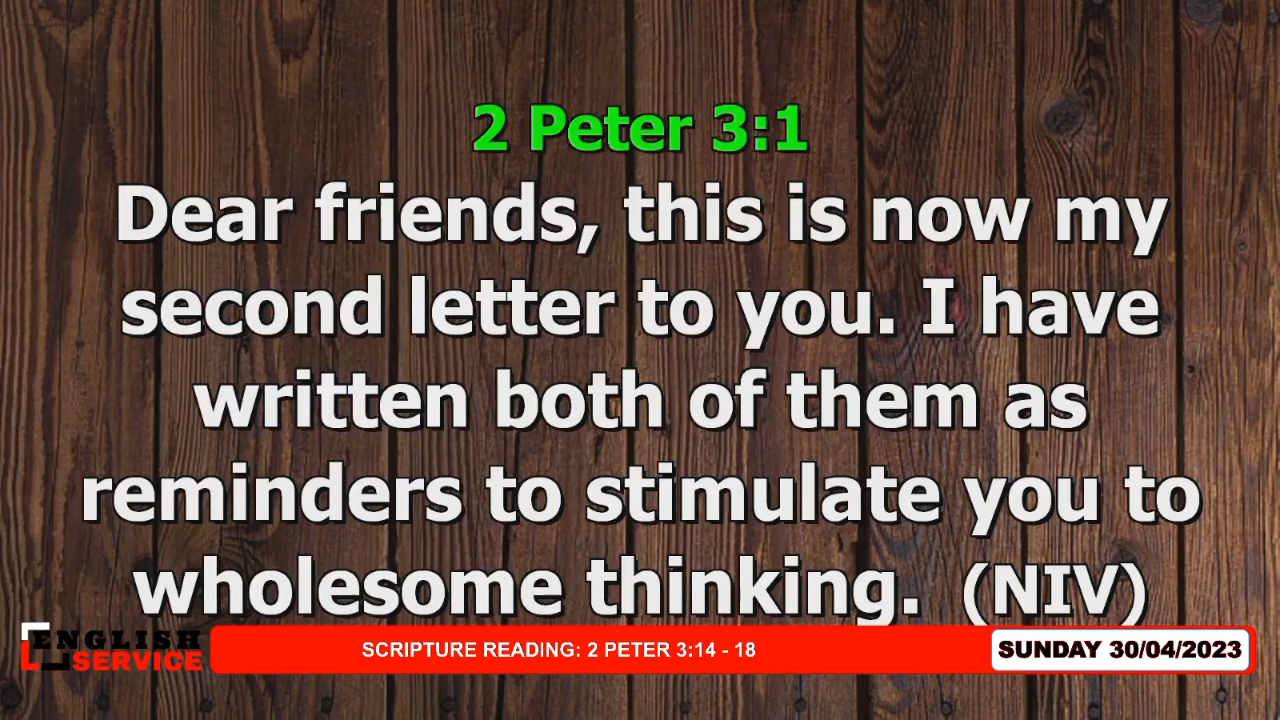 2 Peter 3:1
Dear friends, this is now my
second letter to you. I have
written both of them as
reminders to stimulate you to
wholesome thinking. (NIV)
ENGLISH
SERVICE
SCRIPTURE READING: 2 PETER 3:14 - 18
SUNDAY 30/04/2023